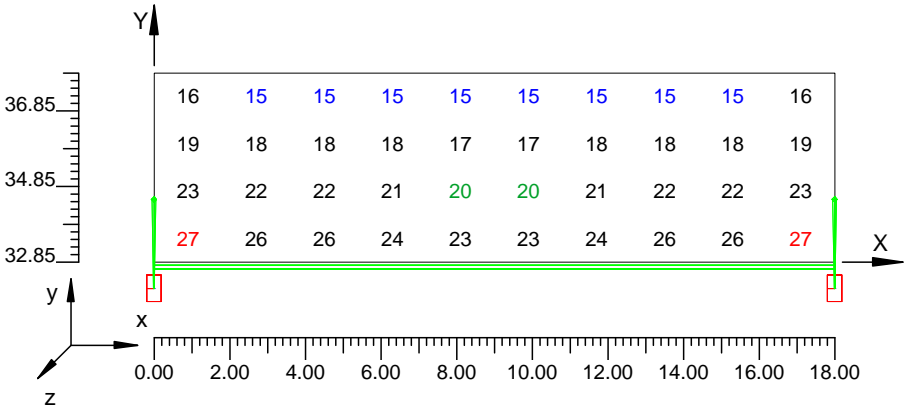 Y
16 15 15 15 15 15 15 15 15 16
36.85
19 18 18 18 17 17 18 18 18 19
34.85
23 22 22 21 20 20 21 22 22 23
27 26 26 24 23 23 24 26 26 27
32.85
X
y
x
0.00 2.00 4.00 6.00 8.00 10.00 12.00 14.00 16.00 18.00
z